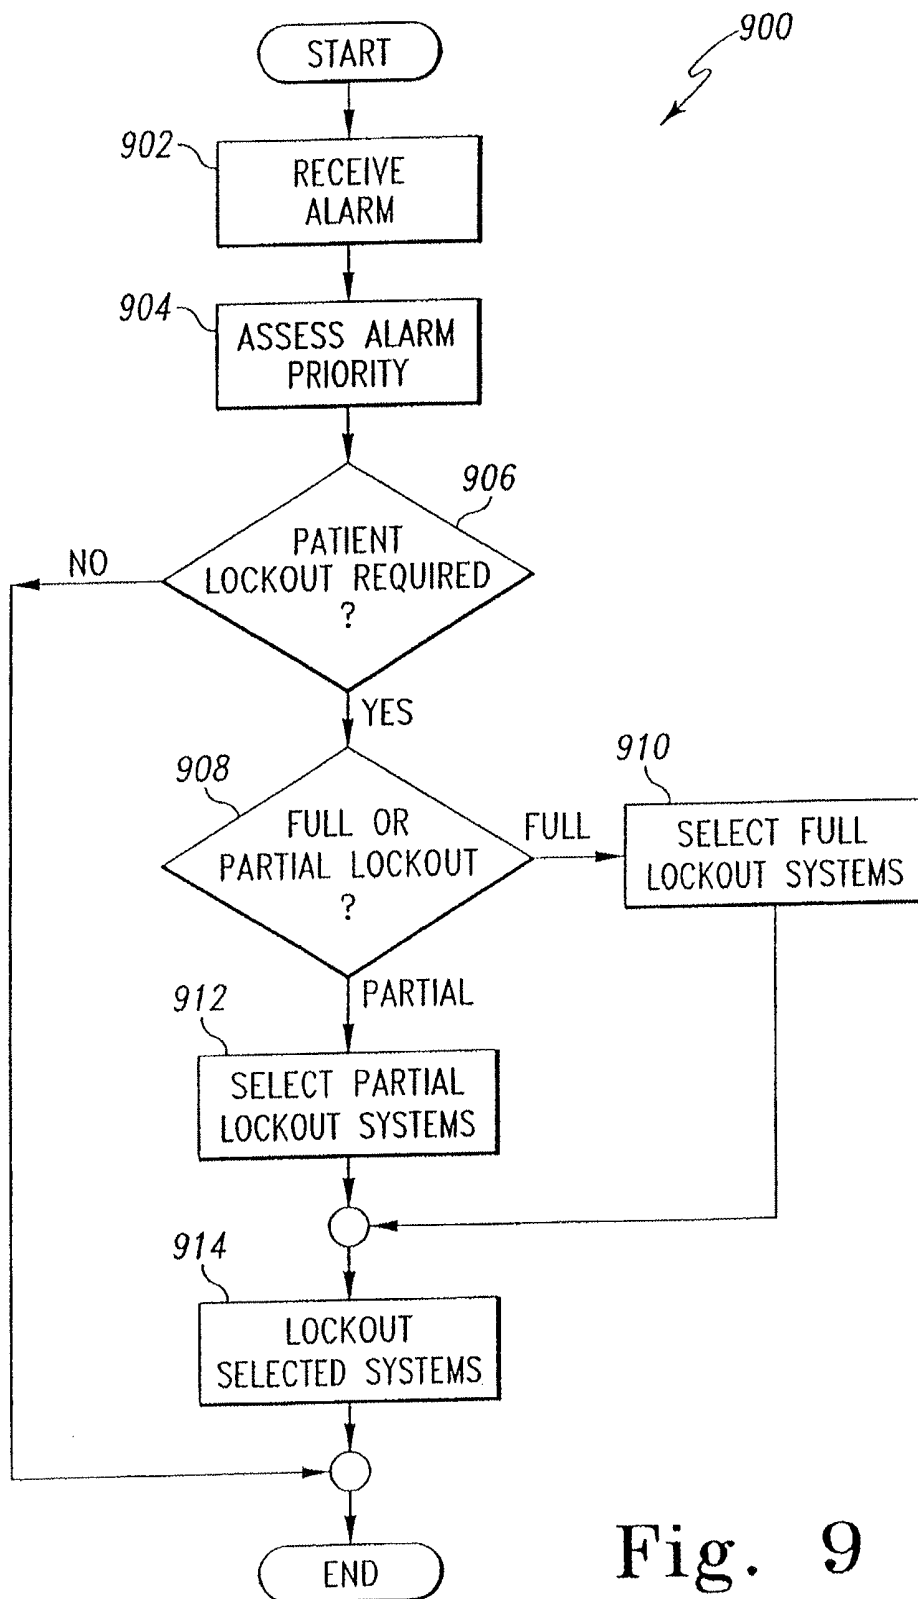 START
900
902
RECEIVE
ALARM
904
ASSESS ALARM
PRIORITY
906
PATIENT
LOCKOUT REQUIRED
?
NO
YES
908
FULL OR
PARTIAL LOCKOUT
?
FULL
910
SELECT FULL
LOCKOUT SYSTEMS
PARTIAL
912
SELECT PARTIAL
LOCKOUT SYSTEMS
914
LOCKOUT
SELECTED SYSTEMS
END
Fig. 9